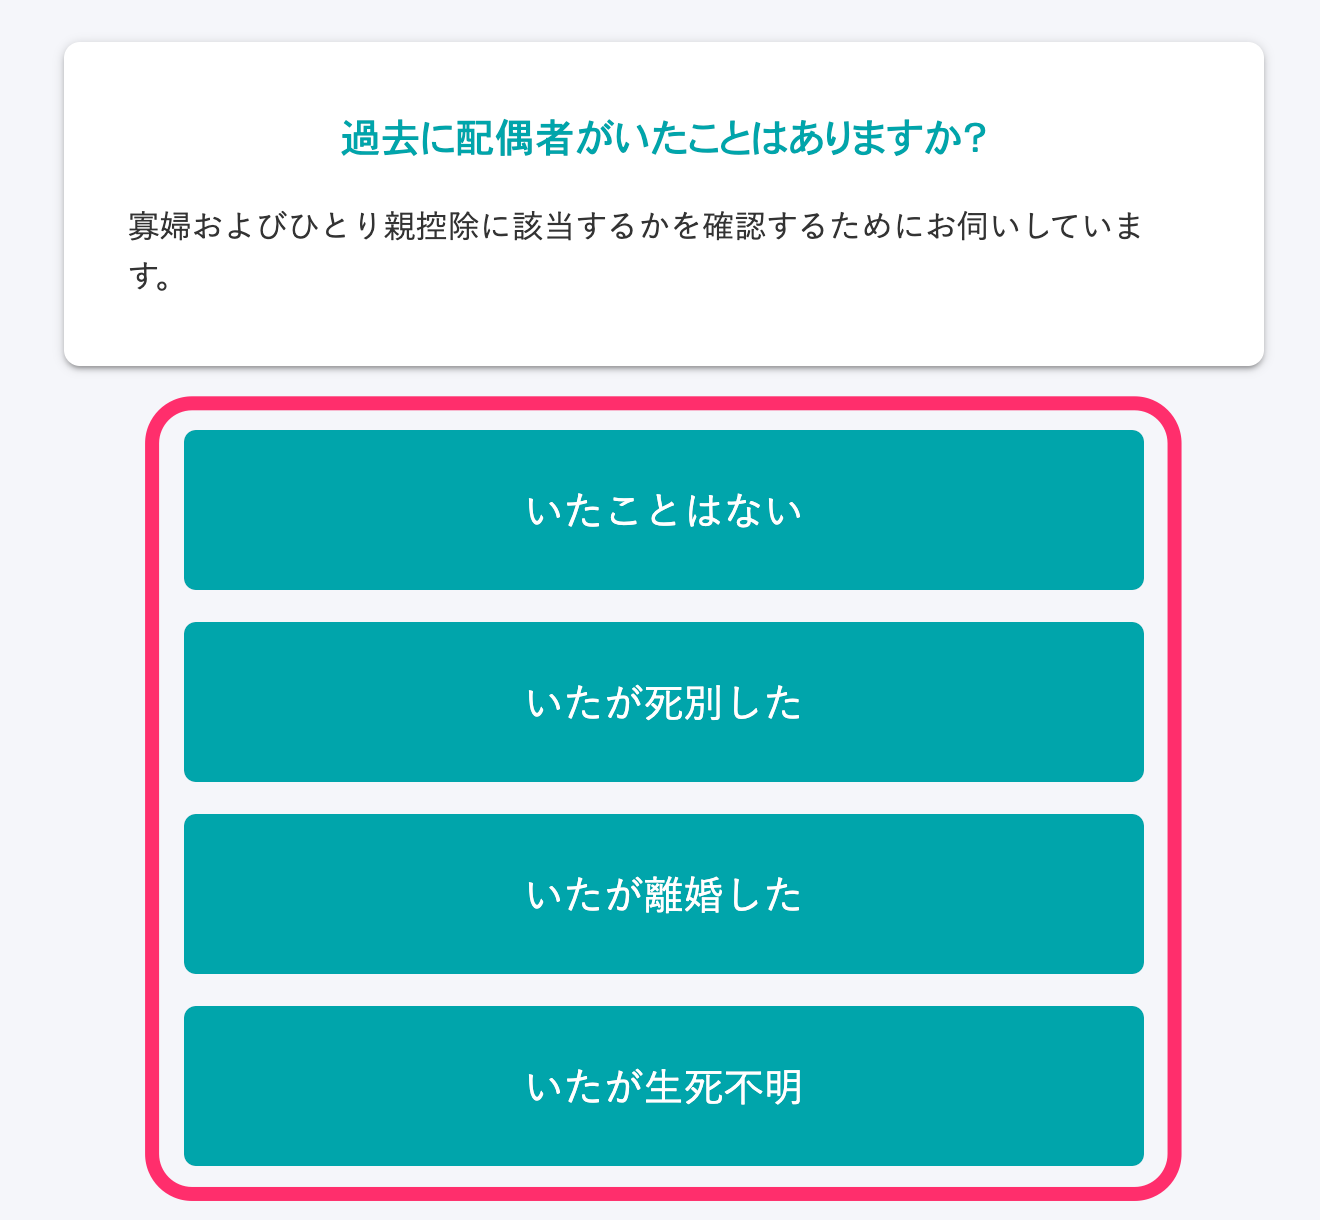 過去に配偶者がいたことはありますか?
寡婦およびひとり親控除に該当するかを確認するためにお伺いしていま
す。
いたことはない
いたが死別した
いたが離婚した
いたが生死不明